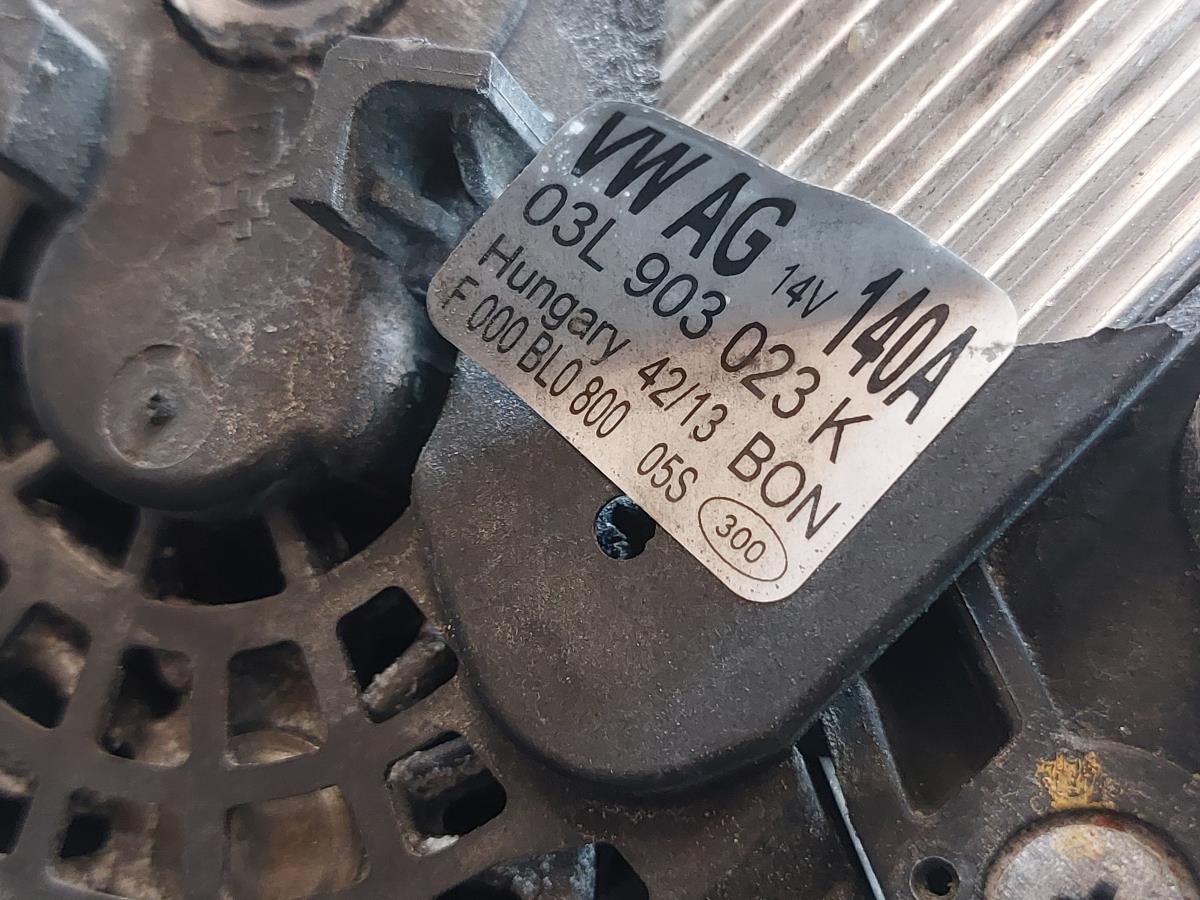 VW AG 14V 140A
03L 903 023 K
Hungary 42/13 BON
F 000 BL0 800 05S 300